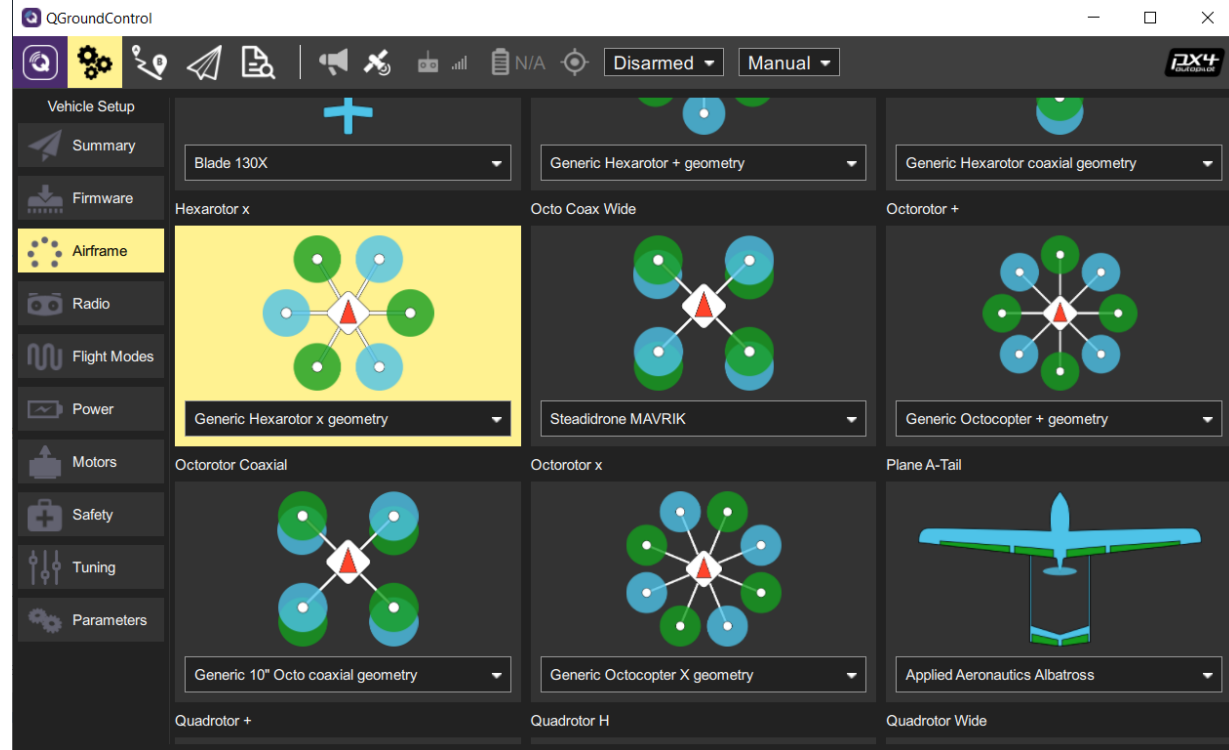 QGroundControl
N/A
Disarmed
Manual
px4
autopilot
Vehicle Setup
Summary
Firmware
Airframe
Radio
Flight Modes
Power
Motors
Safety
Tuning
Parameters
Blade 130X
Generic Hexarotor + geometry
Generic Hexarotor coaxial geometry
Hexarotor x
Octo Coax Wide
Octorotor +
Generic Hexarotor x geometry
Steadidrone MAVRIK
Generic Octocopter + geometry
Octorotor Coaxial
Octorotor x
Plane A-Tail
Generic 10" Octo coaxial geometry
Generic Octocopter X geometry
Applied Aeronautics Albatross
Quadrotor +
Quadrotor H
Quadrotor Wide